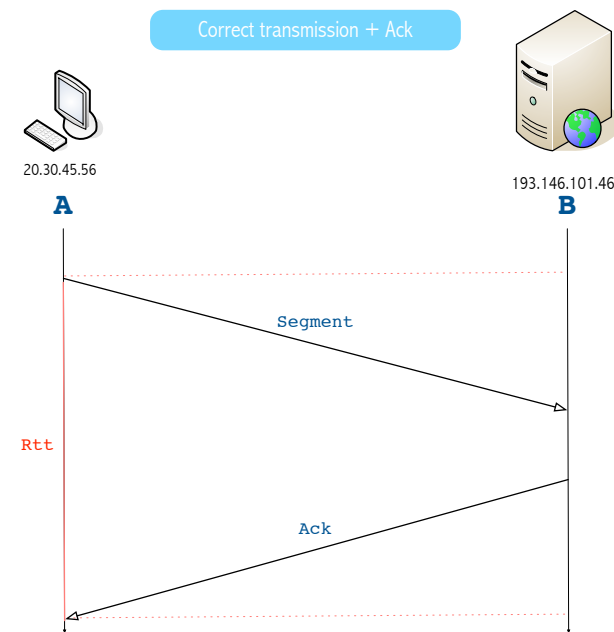 Correct transmission + Ack
20.30.45.56
193.146.101.46
A
B
Segment
Rtt
Ack